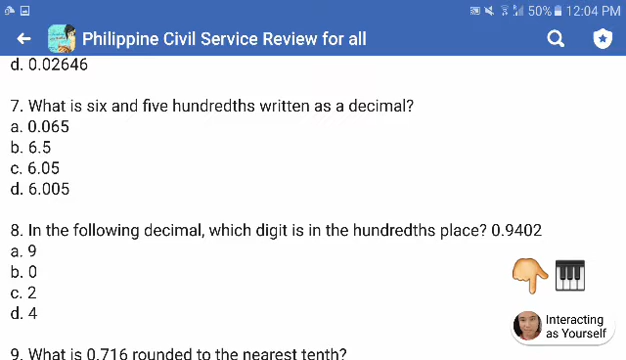 50% 12:04 PM
Philippine Civil Service Review for all
d. 0.02646
7. What is six and five hundredths written as a decimal?
a. 0.065
b. 6.5
c. 6.05
d. 6.005
8. In the following decimal, which digit is in the hundredths place? 0.9402
a. 9
b. 0
c. 2
d. 4
Interacting
as Yourself
9. What is 0.716 rounded to the nearest tenth?